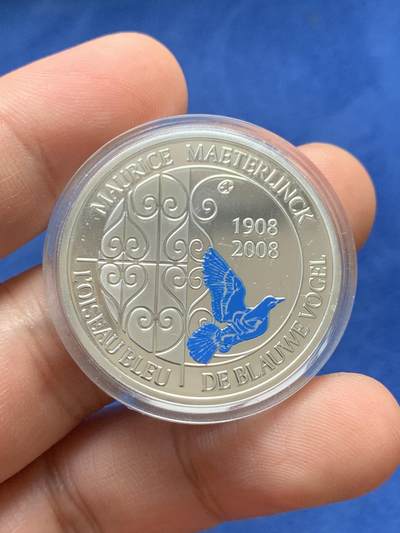 MAURICE MAETERLINCK
1908
2008
L'OISEAU BLEU
DE BLAUWE VOGEL